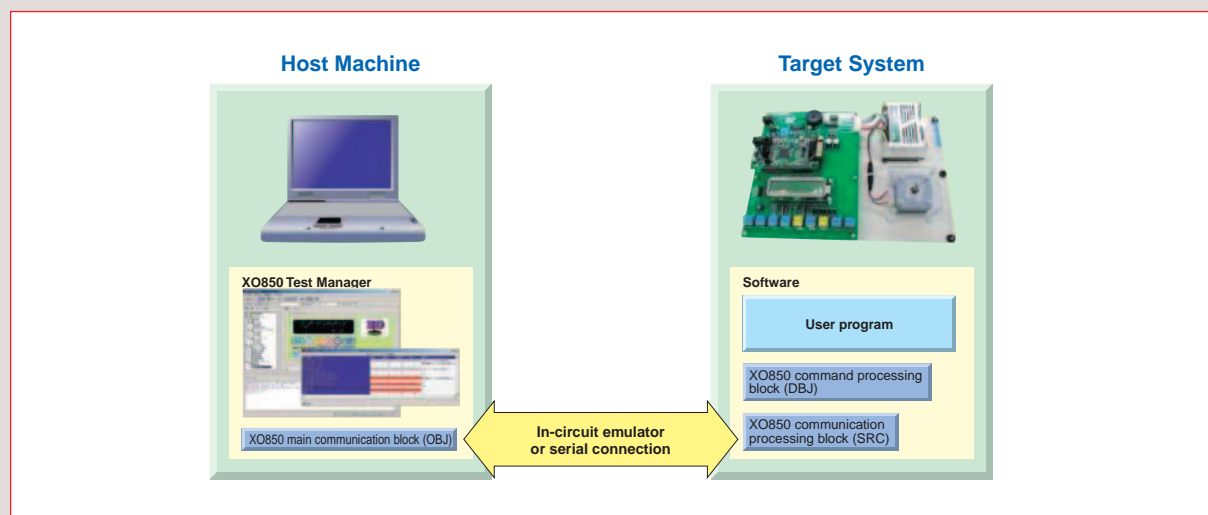 Host Machine
Target System
XO850 Test Manager
XO850 main communication block (OBJ)
In-circuit emulator
or serial connection
Software
User program
XO850 command processing
block (DBJ)
XO850 communication
processing block (SRC)